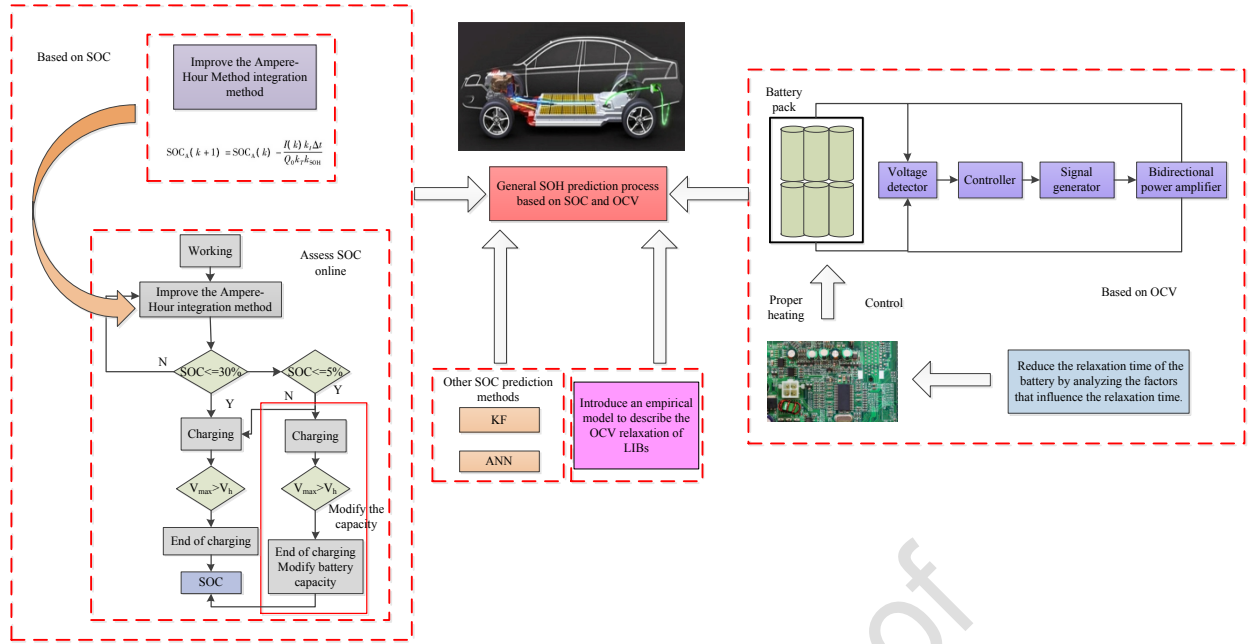 Based on SOC
Improve the Ampere-
Hour Method integration
method
SOC_A(k+1) = SOC_A(k) − I(k) k_I Δt / Q_0 k_T k_SOH
Working
Assess SOC
online
Improve the Ampere-
Hour integration method
N
SOC<=30%
SOC<=5%
Y
N
Y
Charging
Charging
V_max>V_h
V_max>V_h
Modify the
capacity
End of charging
End of charging
Modify battery
capacity
SOC
General SOH prediction process
based on SOC and OCV
Other SOC prediction
methods
KF
ANN
Introduce an empirical
model to describe the
OCV relaxation of
LIBs
Battery
pack
Voltage
detector
Controller
Signal
generator
Bidirectional
power amplifier
Proper
heating
Control
Based on OCV
Reduce the relaxation time of the
battery by analyzing the factors
that influence the relaxation time.
of